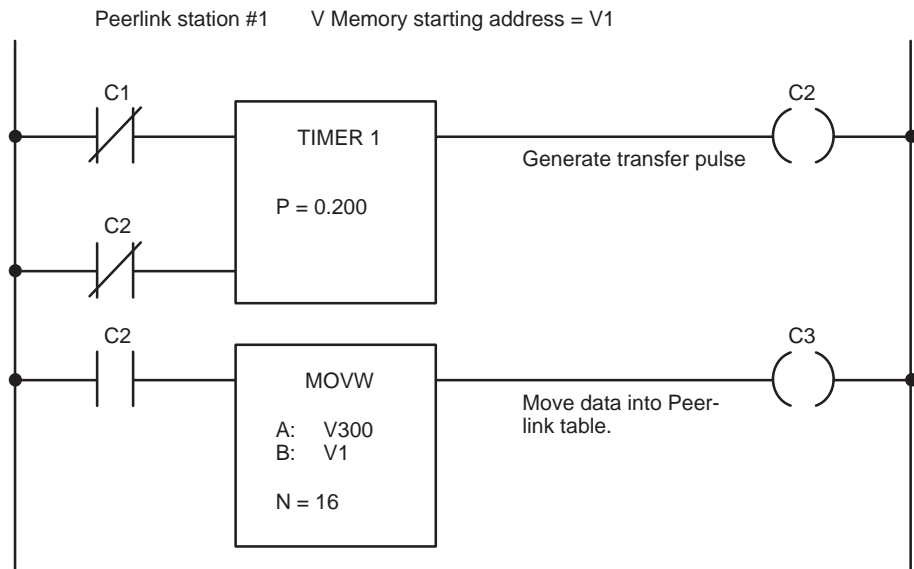 Peerlink station #1 V Memory starting address = V1
C1
C2
TIMER 1
Generate transfer pulse
P = 0.200
C2
C2
C3
MOVW
Move data into Peer-
link table.
A: V300
B: V1
N = 16